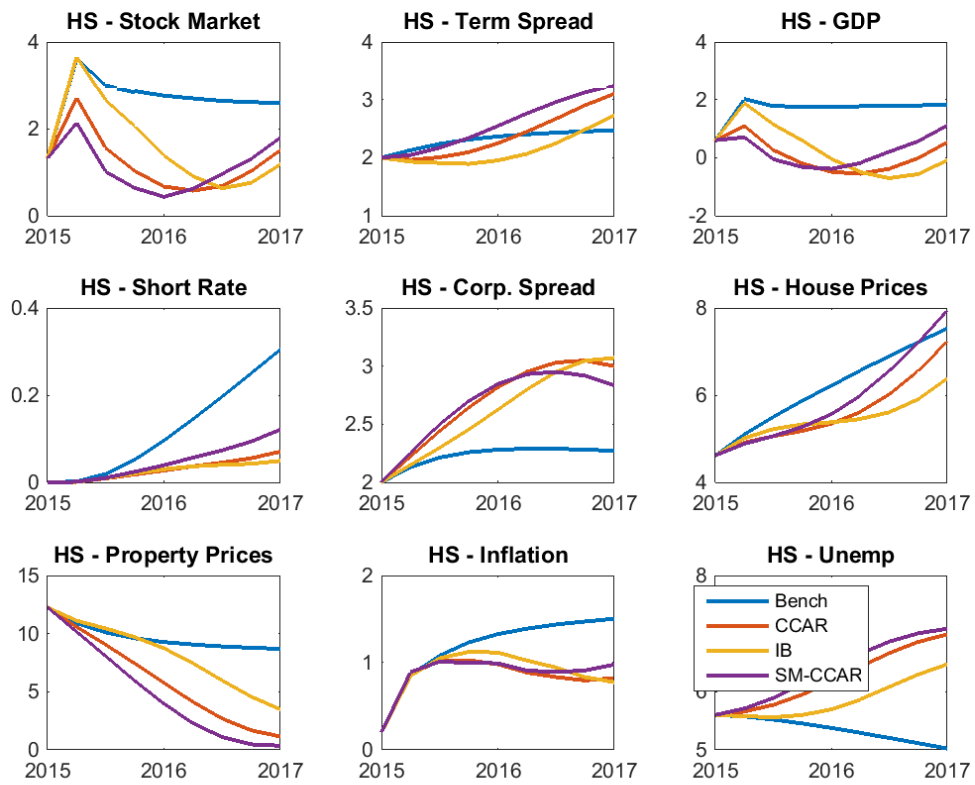 HS - Stock Market
HS - Term Spread
HS - GDP
4
2
0
2015 2016 2017
4
3
2
1
2015 2016 2017
4
2
0
-2
2015 2016 2017
HS - Short Rate
HS - Corp. Spread
HS - House Prices
0.4
0.2
0
2015 2016 2017
3.5
3
2.5
2
2015 2016 2017
8
6
4
2015 2016 2017
HS - Property Prices
HS - Inflation
HS - Unemp
15
10
5
0
2015 2016 2017
2
1
0
2015 2016 2017
8
Bench
CCAR
IB
SM-CCAR
6
5
2015 2016 2017